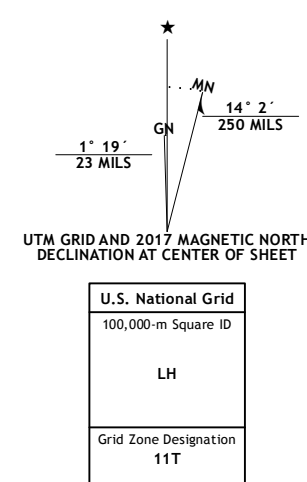 ★
MN
GN
14° 2´
250 MILS
1° 19´
23 MILS
UTM GRID AND 2017 MAGNETIC NORTH
DECLINATION AT CENTER OF SHEET
U.S. National Grid
100,000-m Square ID
LH
Grid Zone Designation
11T